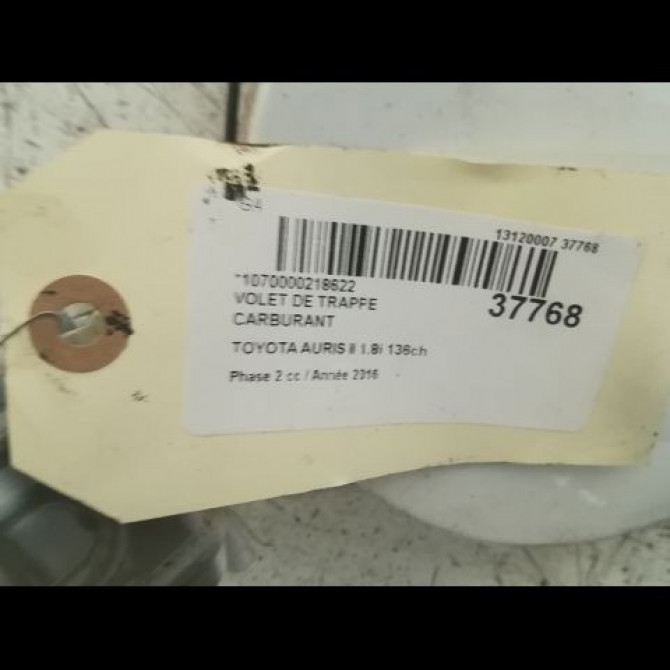 13120007 37768
37768
*1070000218622
VOLET DE TRAPPE
CARBURANT
TOYOTA AURIS II 1.8i 136ch
Phase 2 cc / Année 2016